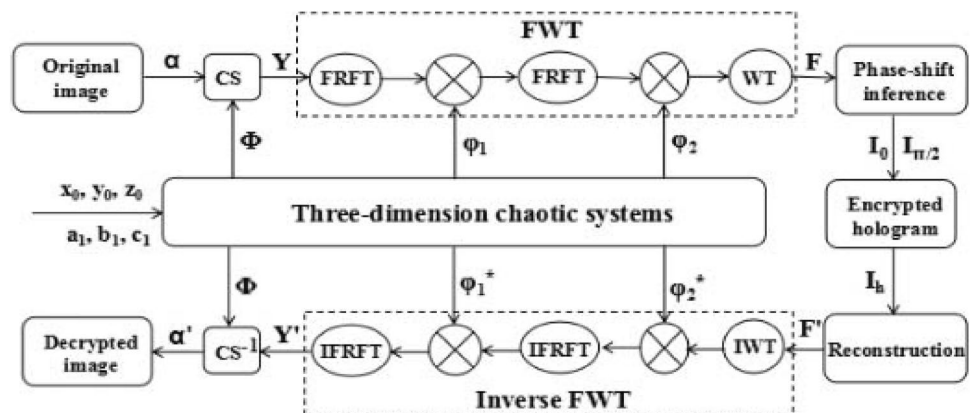 FWT
Original
image
α
CS
Y
FRFT
FRFT
WT
F
Phase-shift
inference
Φ
φ₁
φ₂
I₀ I_π/2
x₀, y₀, z₀
a₁, b₁, c₁
Three-dimension chaotic systems
Encrypted
hologram
Φ
φ₁*
φ₂*
I_h
Decrypted
image
α'
CS⁻¹
Y'
IFRFT
IFRFT
IWT
F'
Reconstruction
Inverse FWT